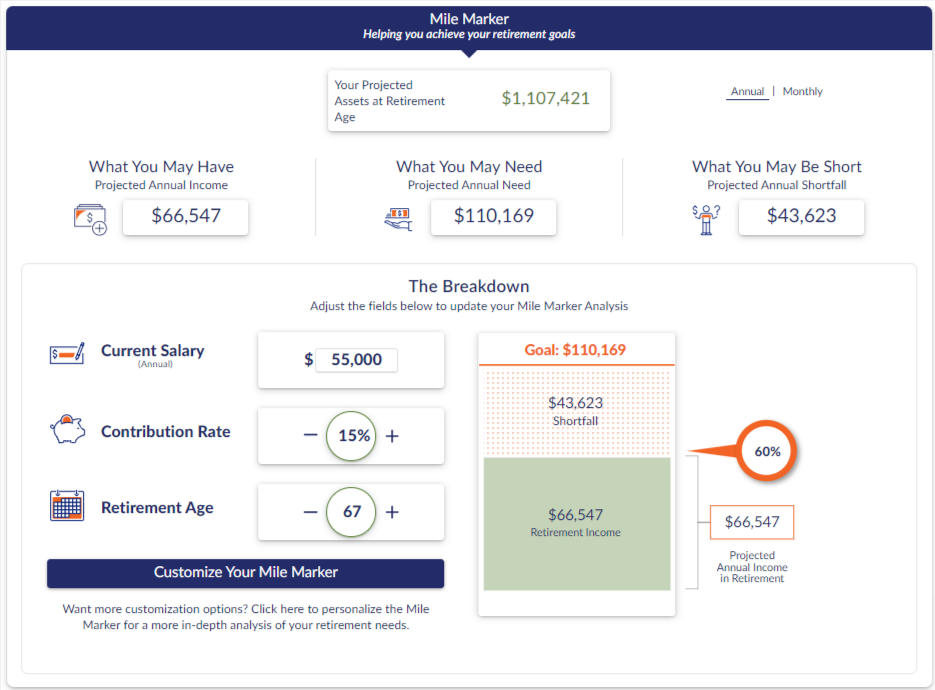 Mile Marker
Helping you achieve your retirement goals
Your Projected
Assets at Retirement
Age
$1,107,421
Annual | Monthly
What You May Have
Projected Annual Income
$66,547
What You May Need
Projected Annual Need
$110,169
What You May Be Short
Projected Annual Shortfall
$43,623
The Breakdown
Adjust the fields below to update your Mile Marker Analysis
Current Salary
(Annual)
$ 55,000
Contribution Rate
− 15% +
Retirement Age
− 67 +
Customize Your Mile Marker
Want more customization options? Click here to personalize the Mile
Marker for a more in-depth analysis of your retirement needs.
Goal: $110,169
$43,623
Shortfall
$66,547
Retirement Income
60%
$66,547
Projected
Annual Income
in Retirement